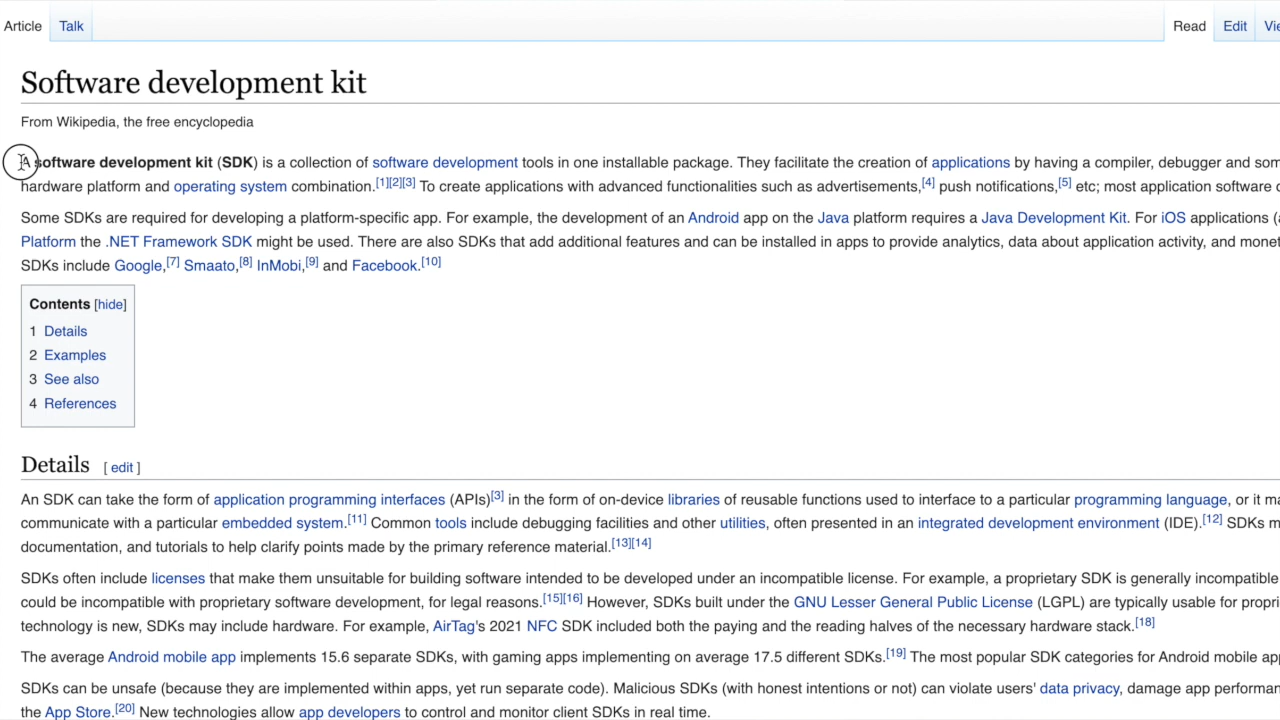 Article Talk Read Edit
Software development kit
From Wikipedia, the free encyclopedia
A software development kit (SDK) is a collection of software development tools in one installable package. They facilitate the creation of applications by having a compiler, debugger and
hardware platform and operating system combination.[1][2][3] To create applications with advanced functionalities such as advertisements,[4] push notifications,[5] etc; most application software
Some SDKs are required for developing a platform-specific app. For example, the development of an Android app on the Java platform requires a Java Development Kit. For iOS applications
Platform the .NET Framework SDK might be used. There are also SDKs that add additional features and can be installed in apps to provide analytics, data about application activity, and
SDKs include Google,[7] Smaato,[8] InMobi,[9] and Facebook.[10]
Contents [hide]
1 Details
2 Examples
3 See also
4 References
Details [ edit ]
An SDK can take the form of application programming interfaces (APIs)[3] in the form of on-device libraries of reusable functions used to interface to a particular programming language, or it
communicate with a particular embedded system.[11] Common tools include debugging facilities and other utilities, often presented in an integrated development environment (IDE).[12] SDKs
documentation, and tutorials to help clarify points made by the primary reference material.[13][14]
SDKs often include licenses that make them unsuitable for building software intended to be developed under an incompatible license. For example, a proprietary SDK is generally incompatible
could be incompatible with proprietary software development, for legal reasons.[15][16] However, SDKs built under the GNU Lesser General Public License (LGPL) are typically usable for
technology is new, SDKs may include hardware. For example, AirTag's 2021 NFC SDK included both the paying and the reading halves of the necessary hardware stack.[18]
The average Android mobile app implements 15.6 separate SDKs, with gaming apps implementing on average 17.5 different SDKs.[19] The most popular SDK categories for Android mobile
SDKs can be unsafe (because they are implemented within apps, yet run separate code). Malicious SDKs (with honest intentions or not) can violate users' data privacy, damage app
the App Store.[20] New technologies allow app developers to control and monitor client SDKs in real time.